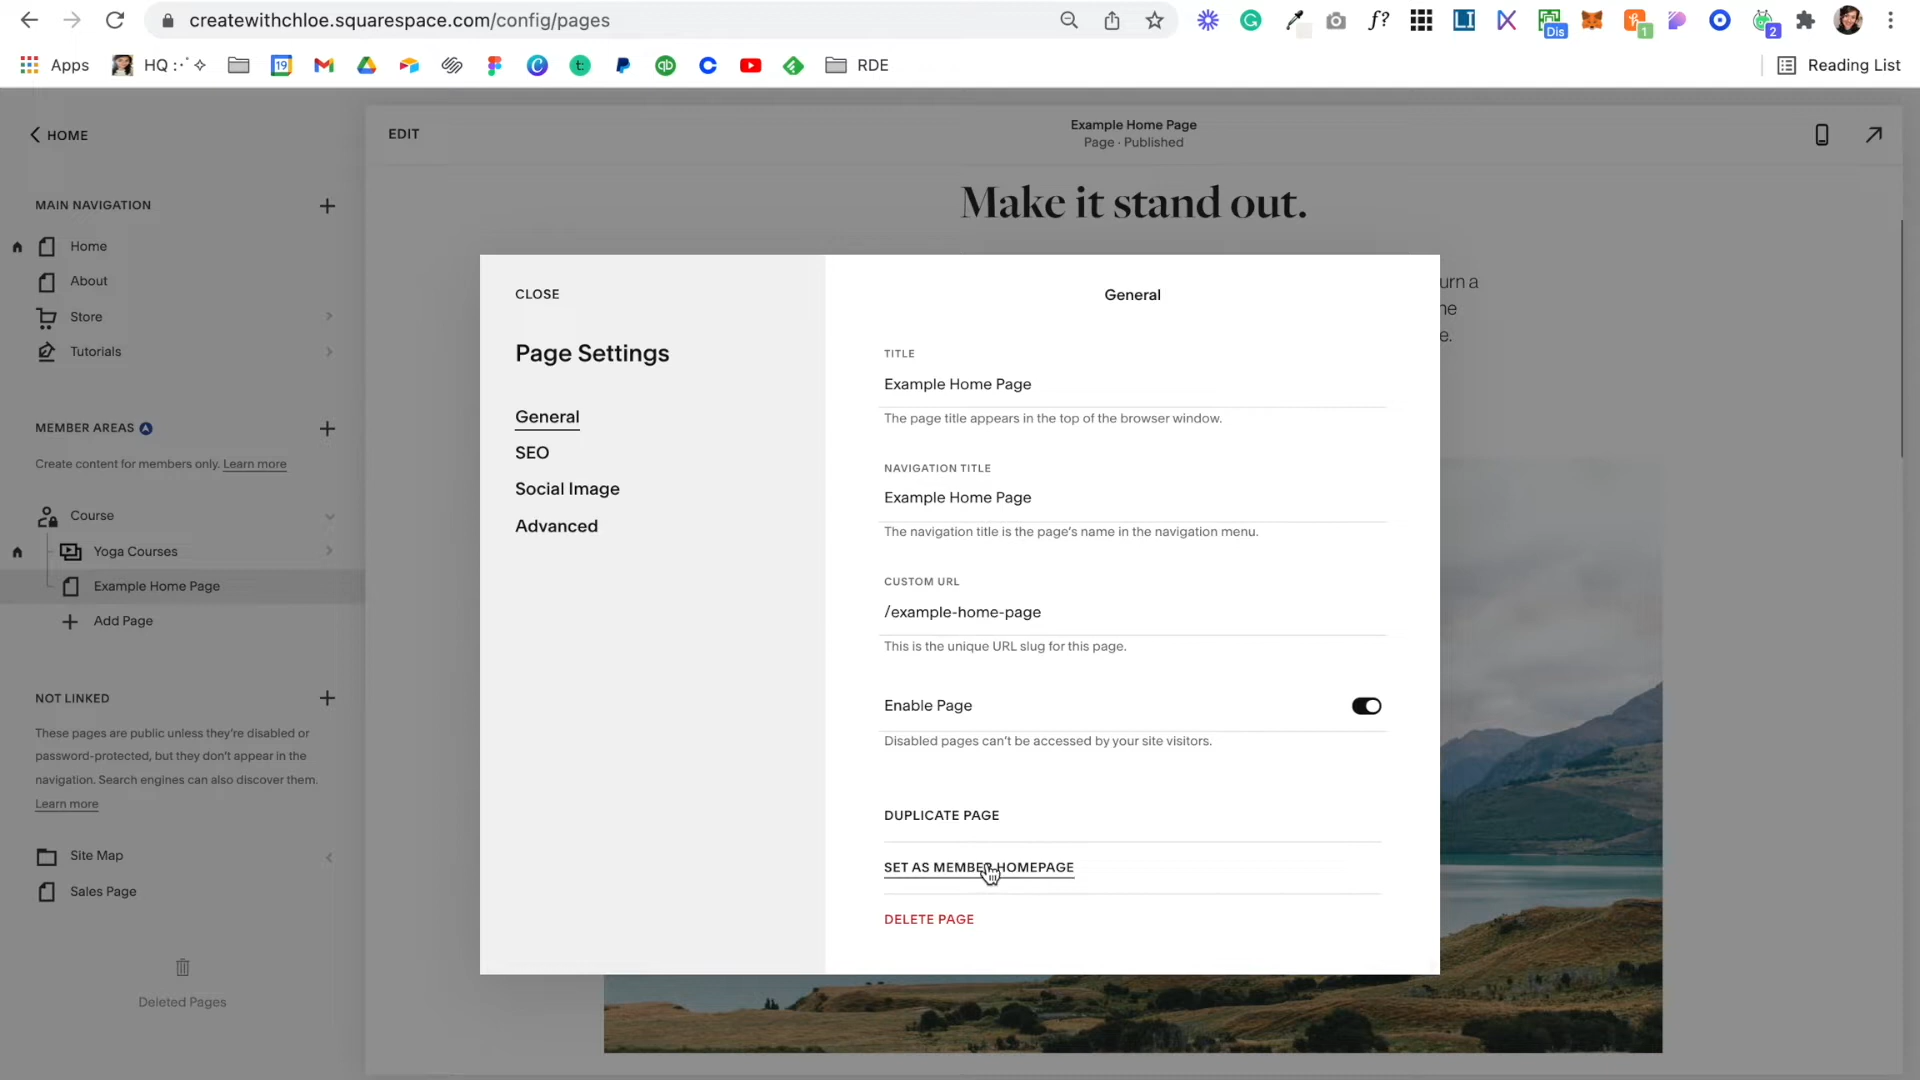 createwithchloe.squarespace.com/config/pages
f?
LI
Dis
1
2
Apps
HQ :･ﾟ✧
19
t:
qb
RDE
Reading List
HOME
EDIT
Example Home Page
Page · Published
MAIN NAVIGATION
Home
About
Store
Tutorials
MEMBER AREAS
Create content for members only. Learn more
Course
Yoga Courses
Example Home Page
Add Page
NOT LINKED
These pages are public unless they're disabled or
password-protected, but they don't appear in the
navigation. Search engines can also discover them.
Learn more
Site Map
Sales Page
Deleted Pages
Make it stand out.
urn a
e.
CLOSE
Page Settings
General
SEO
Social Image
Advanced
General
TITLE
Example Home Page
The page title appears in the top of the browser window.
NAVIGATION TITLE
Example Home Page
The navigation title is the page's name in the navigation menu.
CUSTOM URL
/example-home-page
This is the unique URL slug for this page.
Enable Page
Disabled pages can't be accessed by your site visitors.
DUPLICATE PAGE
SET AS MEMBER HOMEPAGE
DELETE PAGE